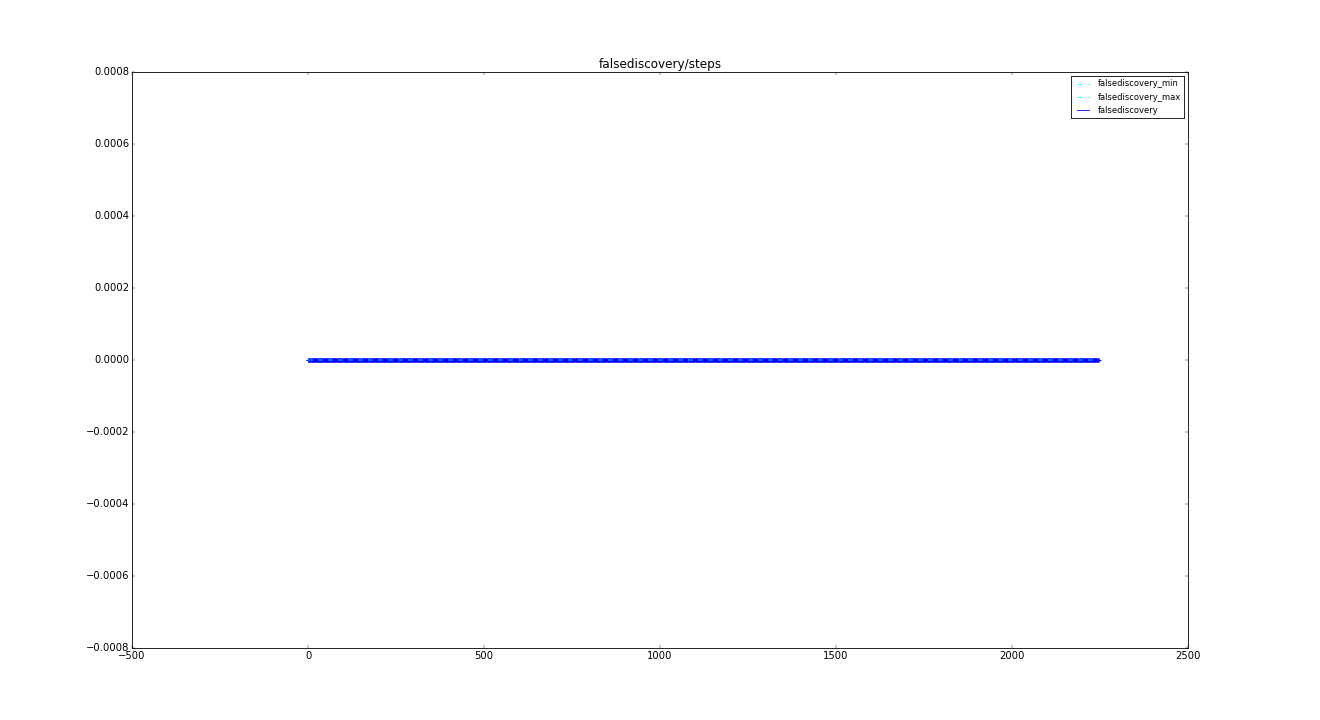 falsediscovery/steps
0.0008
falsediscovery_min
falsediscovery_max
falsediscovery
0.0006
0.0004
0.0002
0.0000
−0.0002
−0.0004
−0.0006
−0.0008
−500 0 500 1000 1500 2000 2500